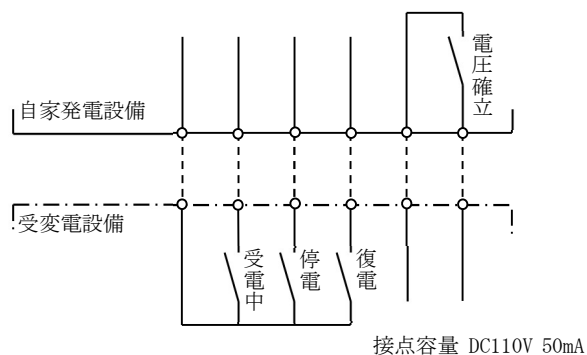 電圧確立
自家発電設備
受変電設備
受電中
停電
復電
接点容量 DC110V 50mA